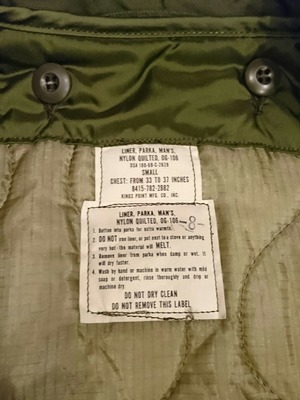 LINER, PARKA, MAN'S,
NYLON QUILTED, OG-106
DSA 100-68-C-2628
SMALL
CHEST: FROM 33 TO 37 INCHES
8415-782-2882
KINGS POINT MFG. CO., INC.
LINER, PARKA, MAN'S,
NYLON QUILTED, OG-106 -8-
1. Button into parka for extra warmth.
2. DO NOT iron liner, or put next to a stove or anything
very hot (the material will MELT.
3. Remove liner from parka when damp or wet. It
will dry faster.
4. Wash by hand or machine in warm water with mild
soap or detergent, rinse thoroughly and drip or
machine dry.
DO NOT DRY CLEAN
DO NOT REMOVE THIS LABEL